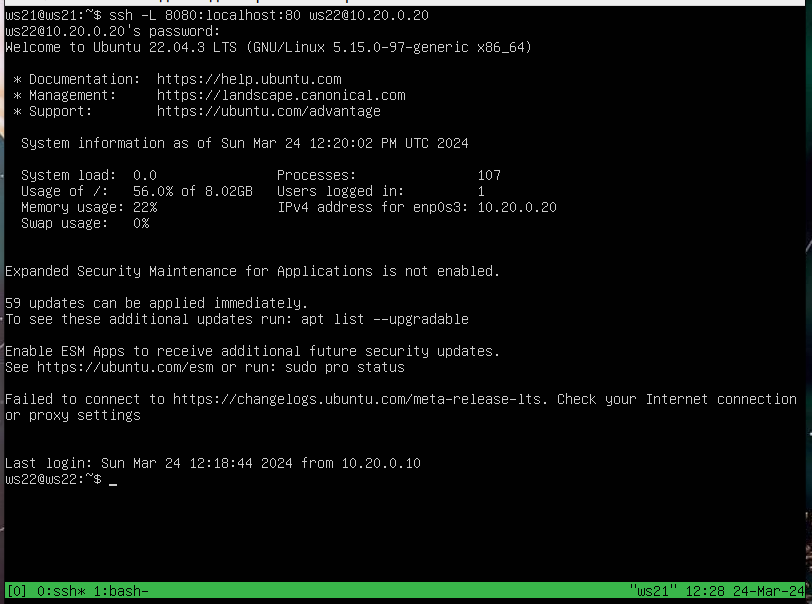 ws21@ws21:~$ ssh -L 8080:localhost:80 ws22@10.20.0.20
ws22@10.20.0.20's password:
Welcome to Ubuntu 22.04.3 LTS (GNU/Linux 5.15.0-97-generic x86_64)
* Documentation:  https://help.ubuntu.com
* Management:     https://landscape.canonical.com
* Support:        https://ubuntu.com/advantage
System information as of Sun Mar 24 12:20:02 PM UTC 2024
System load:  0.0               Processes:               107
Usage of /:   56.0% of 8.02GB   Users logged in:         1
Memory usage: 22%               IPv4 address for enp0s3: 10.20.0.20
Swap usage:   0%
Expanded Security Maintenance for Applications is not enabled.
59 updates can be applied immediately.
To see these additional updates run: apt list --upgradable
Enable ESM Apps to receive additional future security updates.
See https://ubuntu.com/esm or run: sudo pro status
Failed to connect to https://changelogs.ubuntu.com/meta-release-lts. Check your Internet connection
or proxy settings
Last login: Sun Mar 24 12:18:44 2024 from 10.20.0.10
ws22@ws22:~$ _
[0] 0:ssh* 1:bash- "ws21" 12:28 24-Mar-24